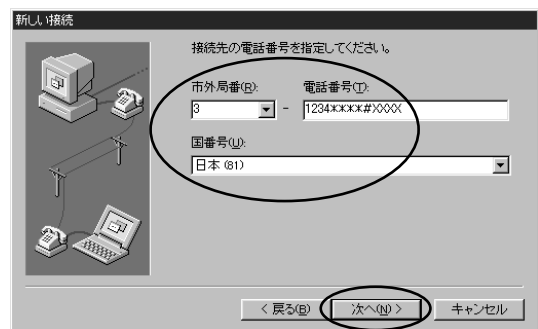 新しい接続
接続先の電話番号を指定してください。
市外局番(R): 電話番号(T):
3 - 1234****#XXXX
国番号(U):
日本 (81)
< 戻る(B) 次へ(N) > キャンセル